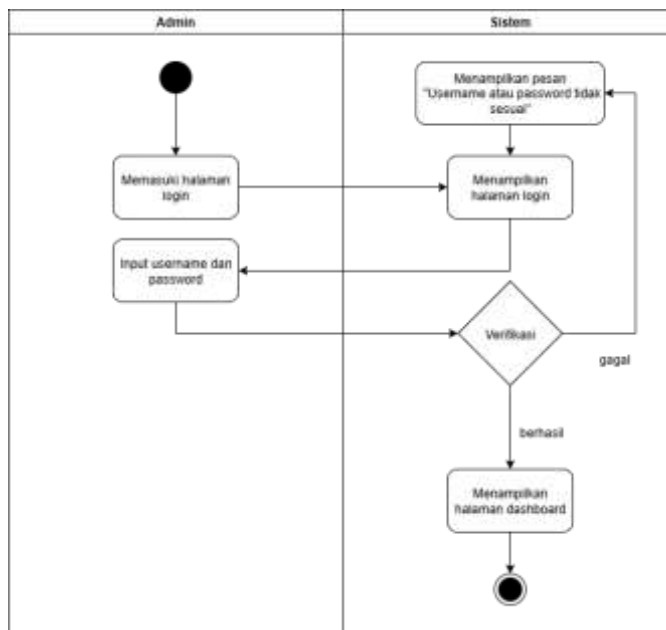 Admin
Sistem
Menampilkan pesan
"Username atau password tidak
sesuai"
Memasuki halaman
login
Menampilkan
halaman login
Input username dan
password
Verifikasi
gagal
berhasil
Menampilkan
halaman dashboard